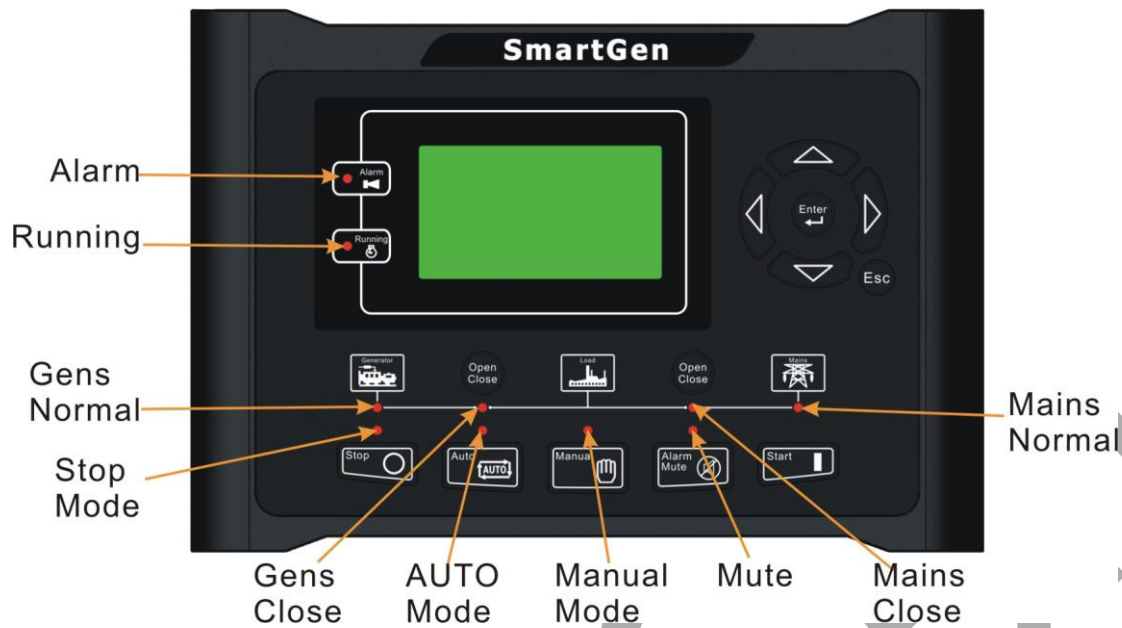 SmartGen
Alarm
Alarm
Running
Running
Enter
Esc
Generator
Open
Close
Load
Open
Close
Mains
Gens
Normal
Mains
Normal
Stop
Mode
Stop
Auto
AUTO
Manual
Alarm
Mute
Start
Gens
Close
AUTO
Mode
Manual
Mode
Mute
Mains
Close